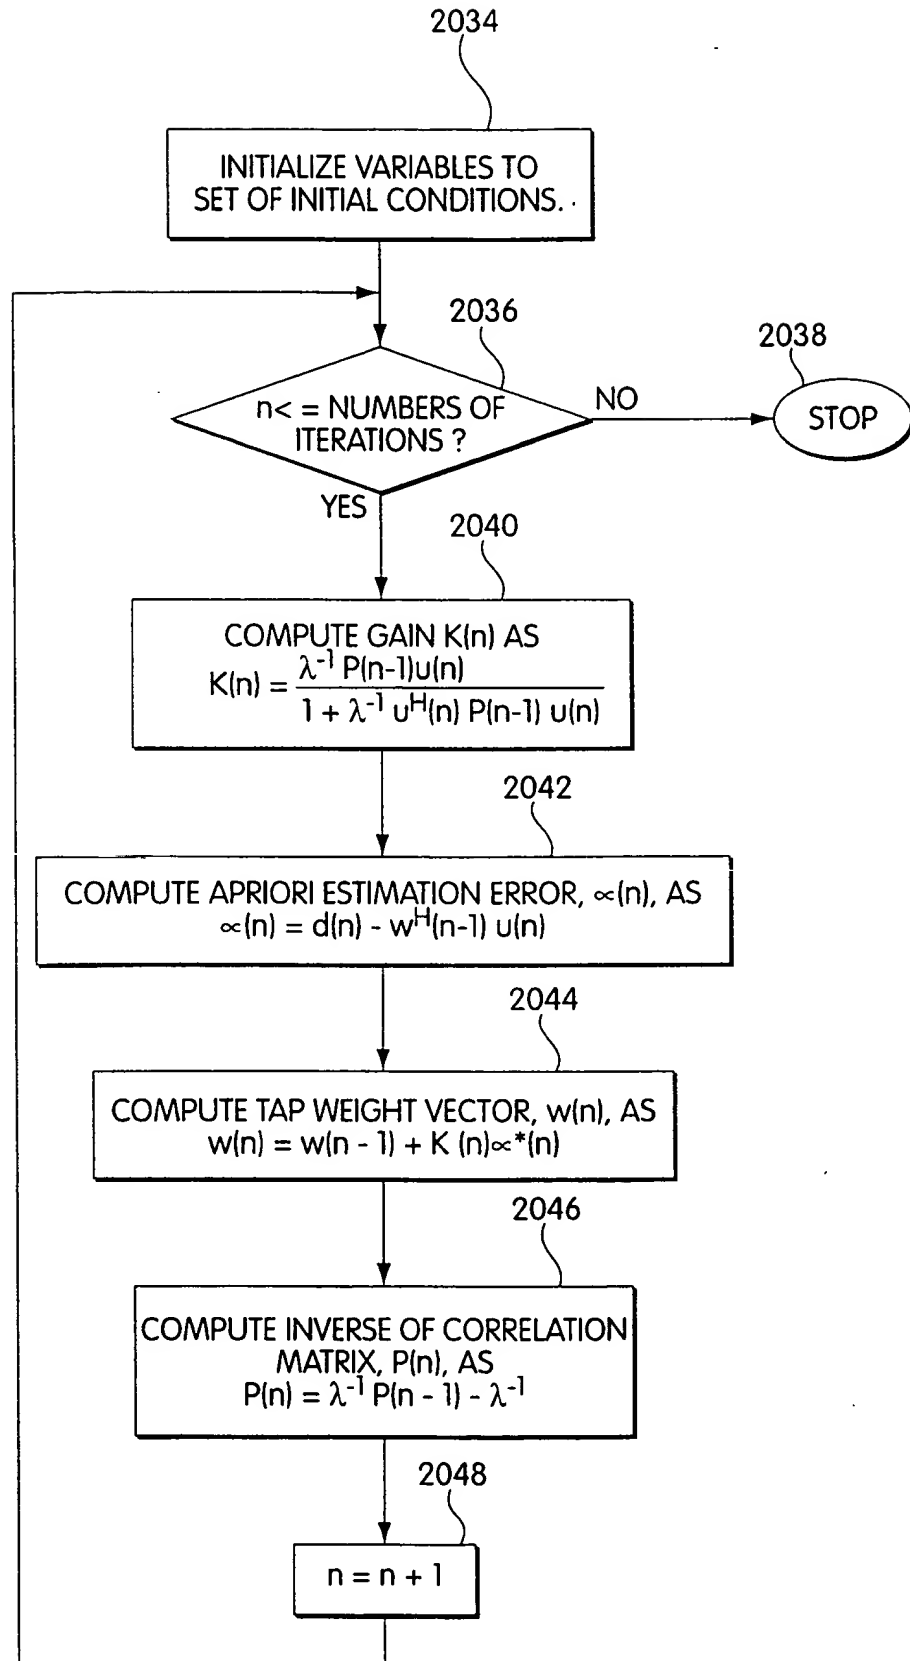 2034
INITIALIZE VARIABLES TO
SET OF INITIAL CONDITIONS.
2036
n< = NUMBERS OF
ITERATIONS ?
NO
2038
STOP
YES
2040
COMPUTE GAIN K(n) AS
K(n) = λ⁻¹ P(n-1)u(n) / 1 + λ⁻¹ uᴴ(n) P(n-1) u(n)
2042
COMPUTE APRIORI ESTIMATION ERROR, ∝(n), AS
∝(n) = d(n) - wᴴ(n-1) u(n)
2044
COMPUTE TAP WEIGHT VECTOR, w(n), AS
w(n) = w(n - 1) + K (n)∝*(n)
2046
COMPUTE INVERSE OF CORRELATION
MATRIX, P(n), AS
P(n) = λ⁻¹ P(n - 1) - λ⁻¹
2048
n = n + 1